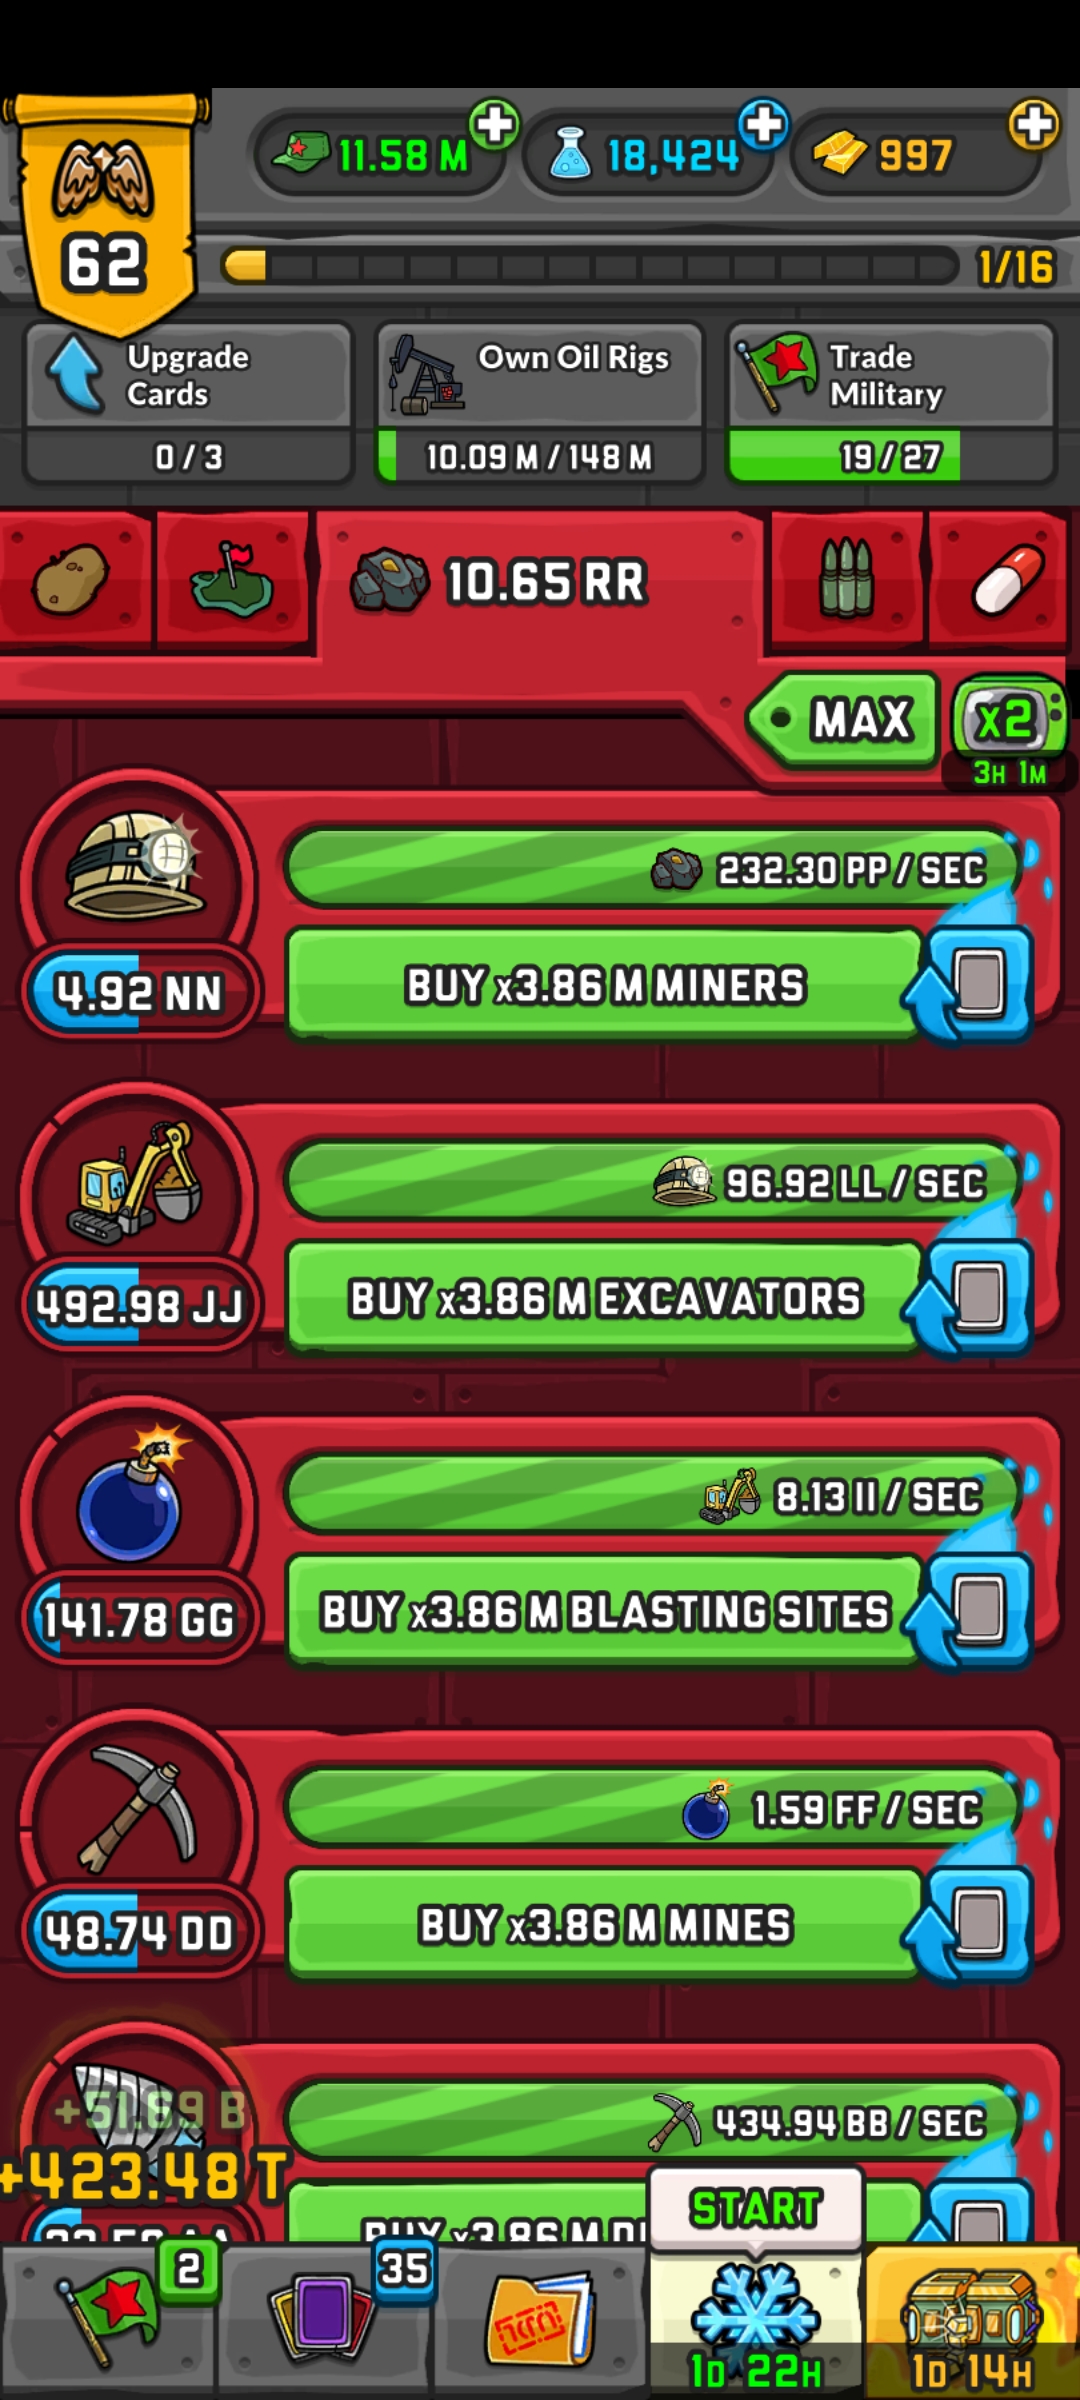 11.58 M
18,424
997
62
1/16
Upgrade
Cards
0 / 3
Own Oil Rigs
10.09 M / 148 M
Trade
Military
19 / 27
10.65 RR
MAX
x2
3H 1M
232.30 PP / SEC
4.92 NN
BUY x3.86 M MINERS
96.92 LL / SEC
492.98 JJ
BUY x3.86 M EXCAVATORS
8.13 II / SEC
141.78 GG
BUY x3.86 M BLASTING SITES
1.59 FF / SEC
48.74 DD
BUY x3.86 M MINES
434.94 BB / SEC
+423.48 T
BUY x3.86 M
START
2
35
1D 22H
1D 14H